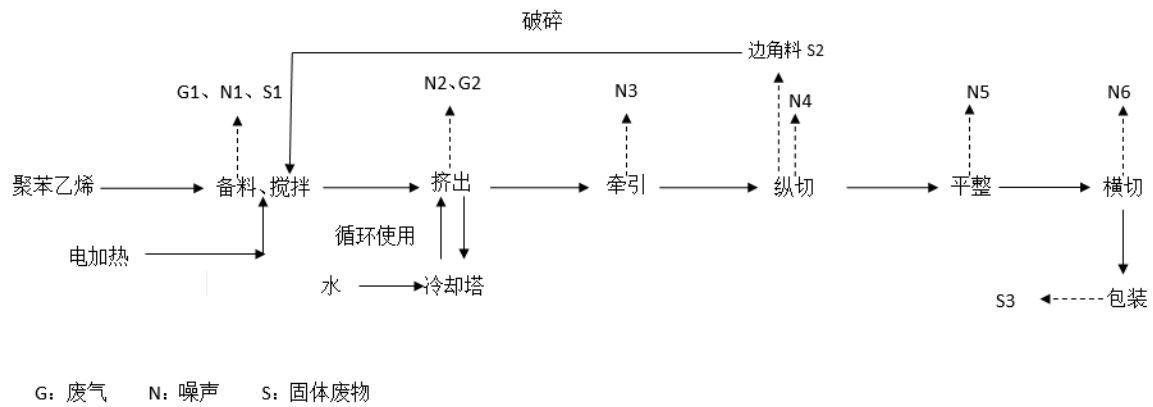 破碎
边角料 S2
G1、N1、S1
N2、G2
N3
N4
N5
N6
聚苯乙烯
备料、搅拌
挤出
牵引
纵切
平整
横切
电加热
循环使用
水
冷却塔
S3
包装
G：废气 N：噪声 S：固体废物